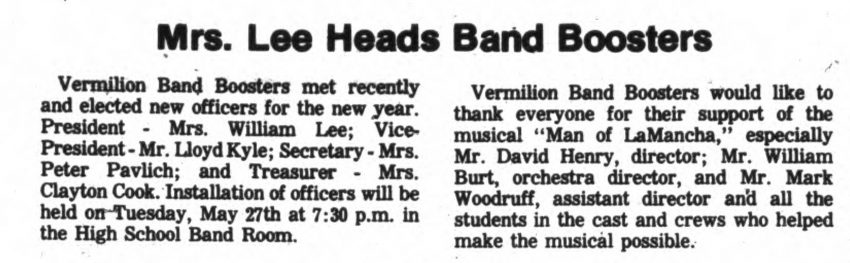 Mrs. Lee Heads Band Boosters
Vermilion Band Boosters met recently
and elected new officers for the new year.
President - Mrs. William Lee; Vice-
President - Mr. Lloyd Kyle; Secretary - Mrs.
Peter Pavlich; and Treasurer - Mrs.
Clayton Cook. Installation of officers will be
held on Tuesday, May 27th at 7:30 p.m. in
the High School Band Room.
Vermilion Band Boosters would like to
thank everyone for their support of the
musical "Man of LaMancha," especially
Mr. David Henry, director; Mr. William
Burt, orchestra director, and Mr. Mark
Woodruff, assistant director and all the
students in the cast and crews who helped
make the musical possible.